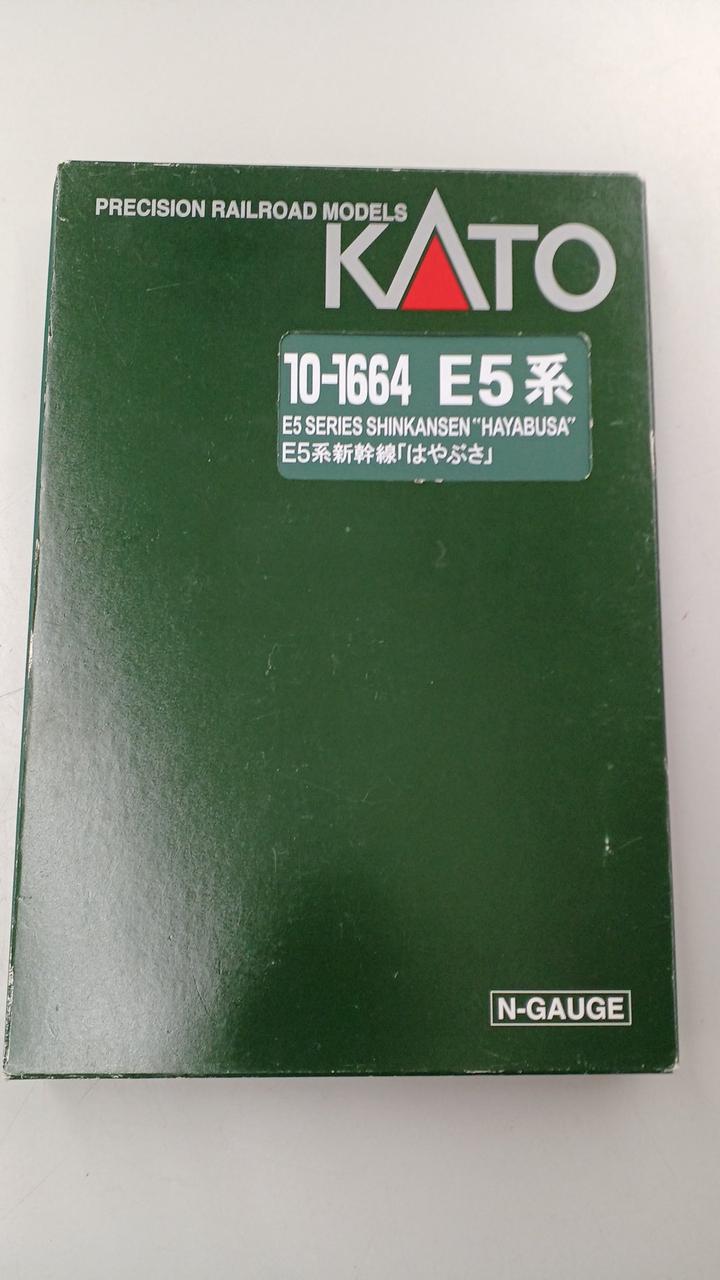 PRECISION RAILROAD MODELS
KATO
10-1664 E5系
E5 SERIES SHINKANSEN "HAYABUSA"
E5系新幹線「はやぶさ」
N-GAUGE